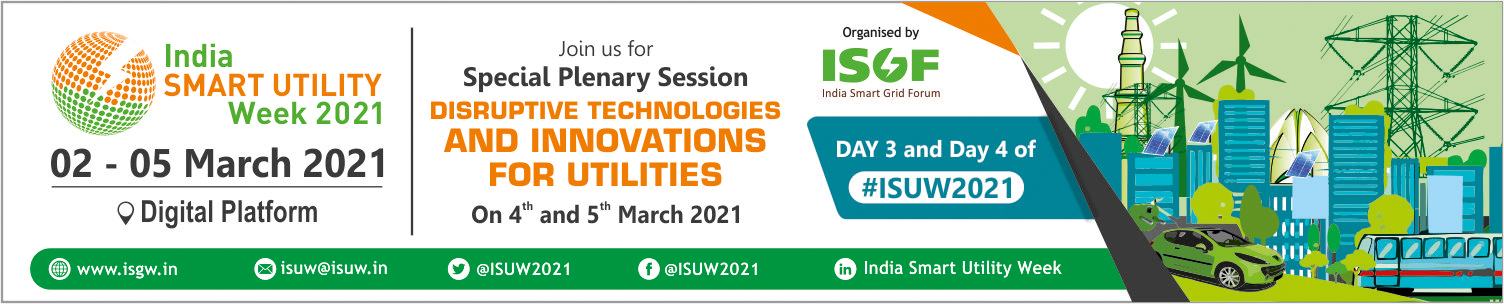 India
SMART UTILITY
Week 2021
02 - 05 March 2021
Digital Platform
Join us for
Special Plenary Session
DISRUPTIVE TECHNOLOGIES
AND INNOVATIONS
FOR UTILITIES
On 4th and 5th March 2021
Organised by
ISGF
India Smart Grid Forum
DAY 3 and Day 4 of
#ISUW2021
www.isgw.in
isuw@isuw.in
@ISUW2021
@ISUW2021
India Smart Utility Week